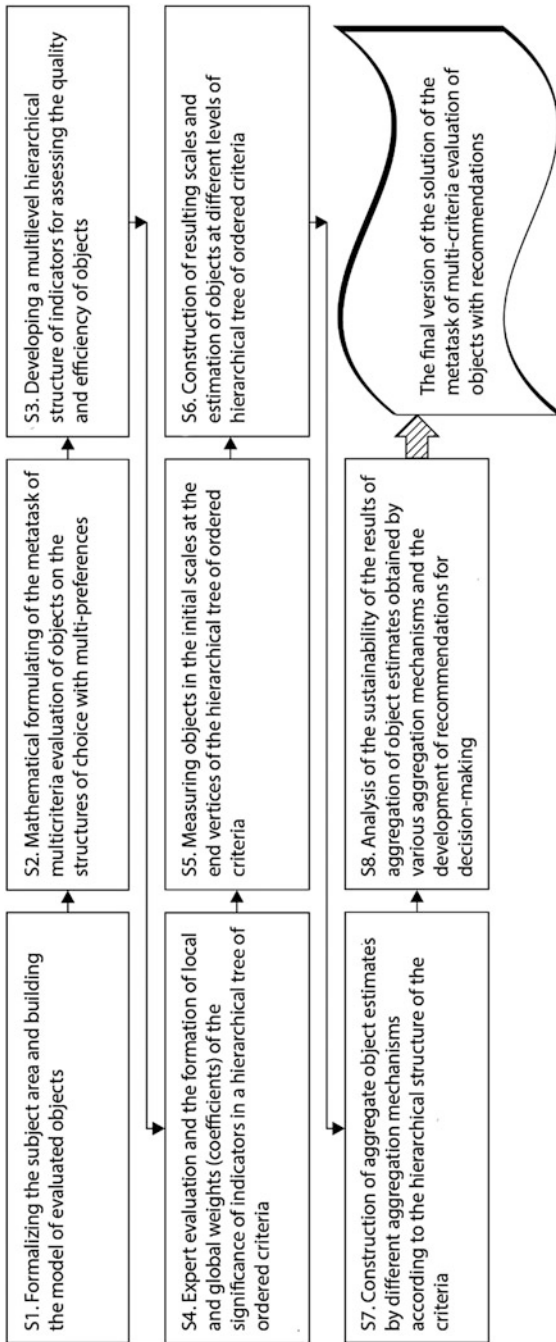 S1. Formalizing the subject area and building
the model of evaluated objects
S2. Mathematical formulating of the metatask of
multicriteria evaluation of objects on the
structures of choice with multi-preferences
S3. Developing a multilevel hierarchical
structure of indicators for assessing the quality
and efficiency of objects
S4. Expert evaluation and the formation of local
and global weights (coefficients) of the
significance of indicators in a hierarchical tree of
ordered criteria
S5. Measuring objects in the initial scales at the
end vertices of the hierarchical tree of ordered
criteria
S6. Construction of resulting scales and
estimation of objects at different levels of
hierarchical tree of ordered criteria
S7. Construction of aggregate object estimates
by different aggregation mechanisms
according to the hierarchical structure of the
criteria
S8. Analysis of the sustainability of the results of
aggregation of object estimates obtained by
various aggregation mechanisms and the
development of recommendations for
decision-making
The final version of the solution of the
metatask of multi-criteria evaluation of
objects with recommendations